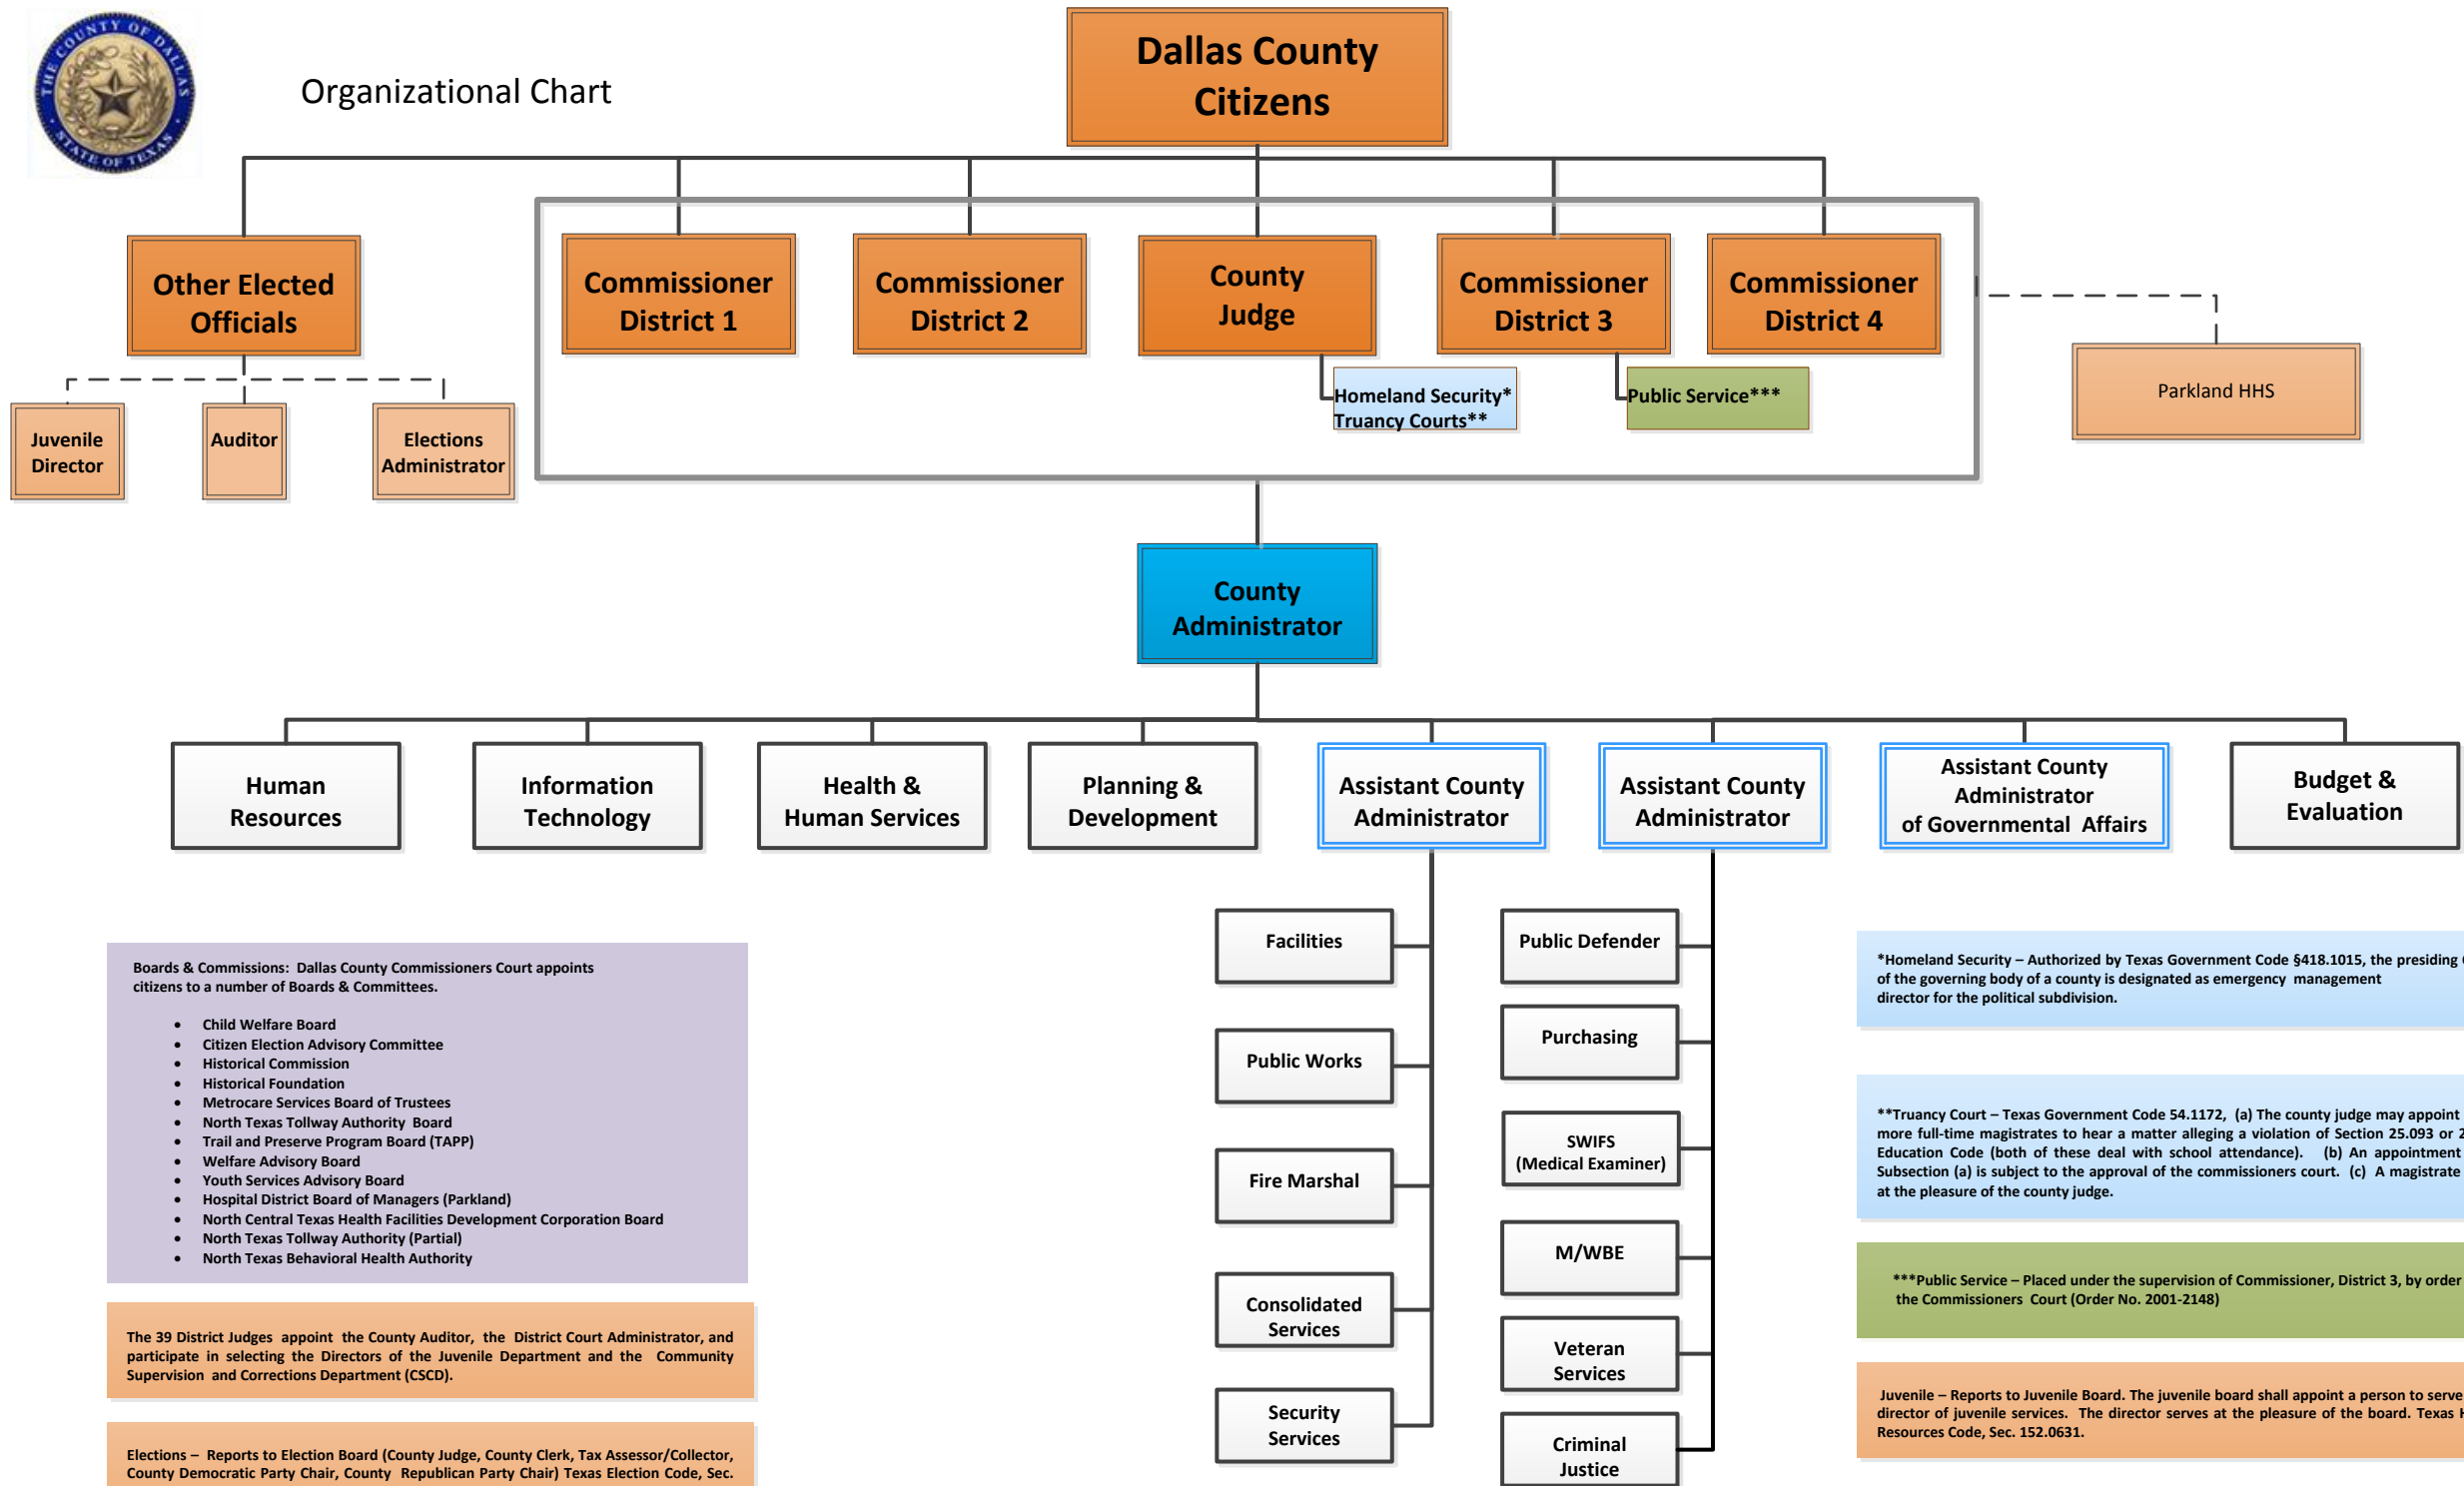 THE COUNTY OF DALLAS
STATE OF TEXAS
Organizational Chart
Dallas County
Citizens
Other Elected
Officials
Commissioner
District 1
Commissioner
District 2
County
Judge
Commissioner
District 3
Commissioner
District 4
Homeland Security*
Truancy Courts**
Public Service***
Parkland HHS
Juvenile
Director
Auditor
Elections
Administrator
County
Administrator
Human
Resources
Information
Technology
Health &
Human Services
Planning &
Development
Assistant County
Administrator
Assistant County
Administrator
Assistant County
Administrator
of Governmental Affairs
Budget &
Evaluation
Facilities
Public Works
Fire Marshal
Consolidated
Services
Security
Services
Public Defender
Purchasing
SWIFS
(Medical Examiner)
M/WBE
Veteran
Services
Criminal
Justice
Boards & Commissions: Dallas County Commissioners Court appoints
citizens to a number of Boards & Committees.
• Child Welfare Board
• Citizen Election Advisory Committee
• Historical Commission
• Historical Foundation
• Metrocare Services Board of Trustees
• North Texas Tollway Authority Board
• Trail and Preserve Program Board (TAPP)
• Welfare Advisory Board
• Youth Services Advisory Board
• Hospital District Board of Managers (Parkland)
• North Central Texas Health Facilities Development Corporation Board
• North Texas Tollway Authority (Partial)
• North Texas Behavioral Health Authority
The 39 District Judges appoint the County Auditor, the District Court Administrator, and
participate in selecting the Directors of the Juvenile Department and the Community
Supervision and Corrections Department (CSCD).
Elections – Reports to Election Board (County Judge, County Clerk, Tax Assessor/Collector,
County Democratic Party Chair, County Republican Party Chair) Texas Election Code, Sec.
*Homeland Security – Authorized by Texas Government Code §418.1015, the presiding
of the governing body of a county is designated as emergency management
director for the political subdivision.
**Truancy Court – Texas Government Code 54.1172, (a) The county judge may appoint
more full-time magistrates to hear a matter alleging a violation of Section 25.093 or
Education Code (both of these deal with school attendance). (b) An appointment
Subsection (a) is subject to the approval of the commissioners court. (c) A magistrate
at the pleasure of the county judge.
***Public Service – Placed under the supervision of Commissioner, District 3, by order
the Commissioners Court (Order No. 2001-2148)
Juvenile – Reports to Juvenile Board. The juvenile board shall appoint a person to serve
director of juvenile services. The director serves at the pleasure of the board. Texas
Resources Code, Sec. 152.0631.